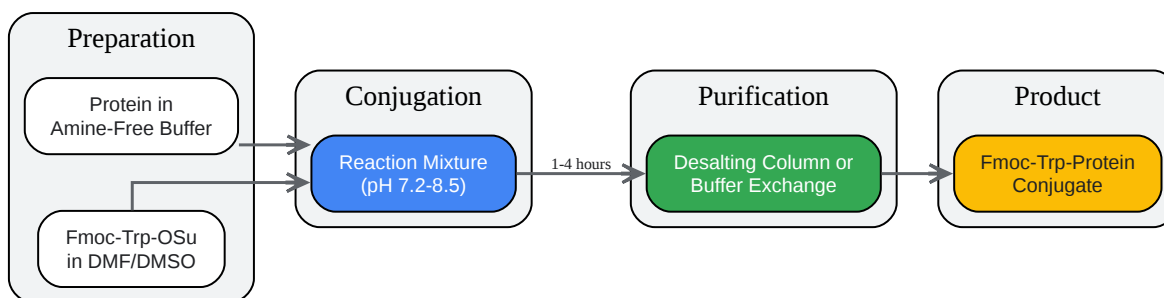 Preparation
Protein in
Amine-Free Buffer
Fmoc-Trp-OSu
in DMF/DMSO
Conjugation
Reaction Mixture
(pH 7.2-8.5)
1-4 hours
Purification
Desalting Column or
Buffer Exchange
Product
Fmoc-Trp-Protein
Conjugate